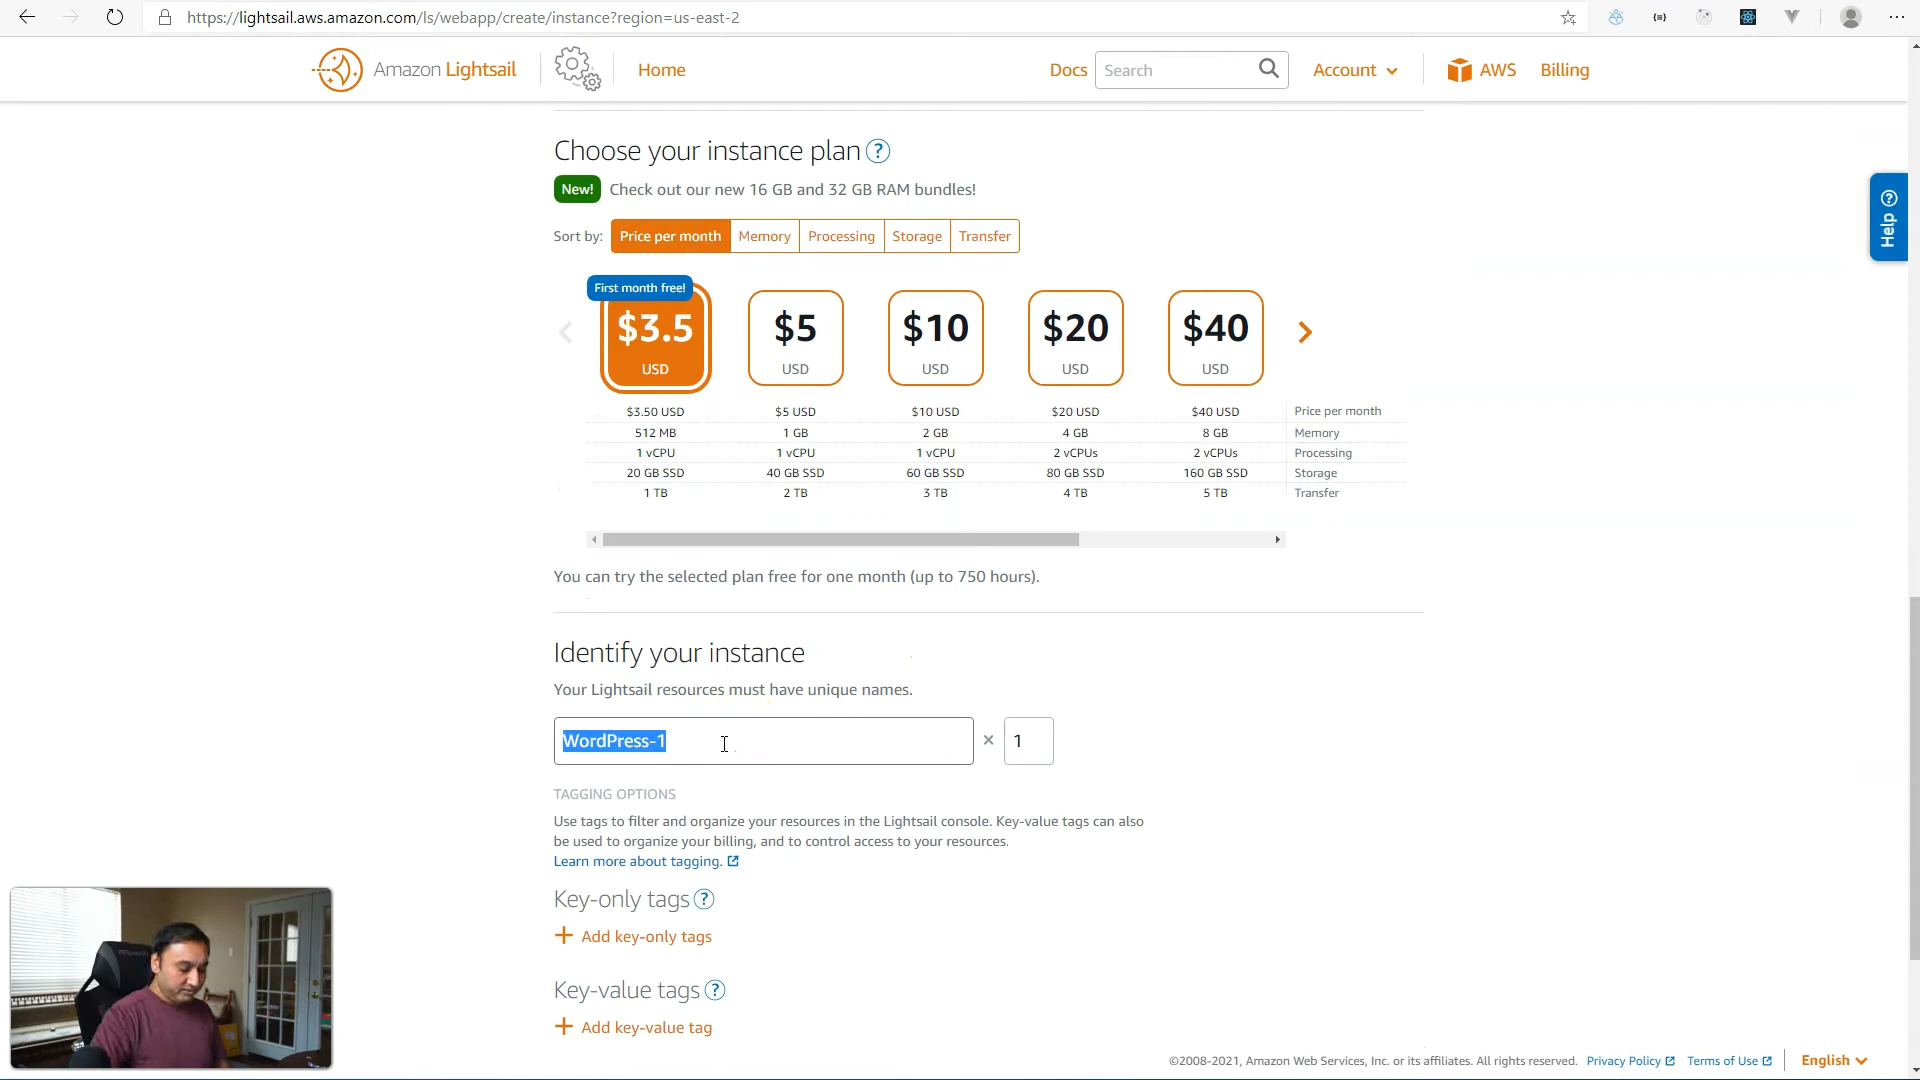 https://lightsail.aws.amazon.com/ls/webapp/create/instance?region=us-east-2
Amazon Lightsail
Home
Docs
Search
Account
AWS
Billing
Help
Choose your instance plan ?
New! Check out our new 16 GB and 32 GB RAM bundles!
Sort by: Price per month Memory Processing Storage Transfer
First month free!
$3.5 $5 $10 $20 $40
USD USD USD USD USD
$3.50 USD $5 USD $10 USD $20 USD $40 USD Price per month
512 MB 1 GB 2 GB 4 GB 8 GB Memory
1 vCPU 1 vCPU 1 vCPU 2 vCPUs 2 vCPUs Processing
20 GB SSD 40 GB SSD 60 GB SSD 80 GB SSD 160 GB SSD Storage
1 TB 2 TB 3 TB 4 TB 5 TB Transfer
You can try the selected plan free for one month (up to 750 hours).
Identify your instance
Your Lightsail resources must have unique names.
WordPress-1 × 1
TAGGING OPTIONS
Use tags to filter and organize your resources in the Lightsail console. Key-value tags can also
be used to organize your billing, and to control access to your resources.
Learn more about tagging.
Key-only tags ?
+ Add key-only tags
Key-value tags ?
+ Add key-value tag
©2008-2021, Amazon Web Services, Inc. or its affiliates. All rights reserved. Privacy Policy Terms of Use English